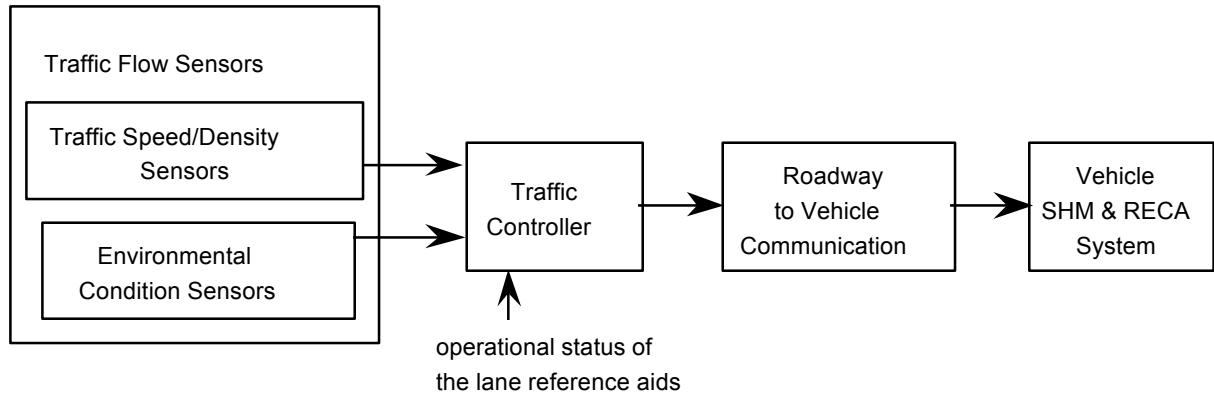 Traffic Flow Sensors
Traffic Speed/Density
Sensors
Environmental
Condition Sensors
Traffic
Controller
operational status of
the lane reference aids
Roadway
to Vehicle
Communication
Vehicle
SHM & RECA
System